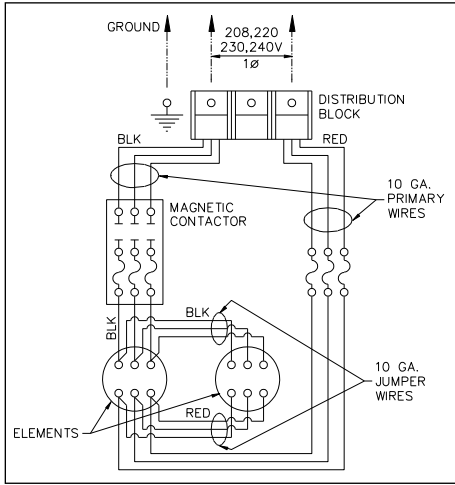 GROUND
208,220
230,240V
1Ø
DISTRIBUTION
BLOCK
BLK
RED
10 GA.
PRIMARY
WIRES
MAGNETIC
CONTACTOR
BLK
BLK
10 GA.
JUMPER
WIRES
RED
ELEMENTS